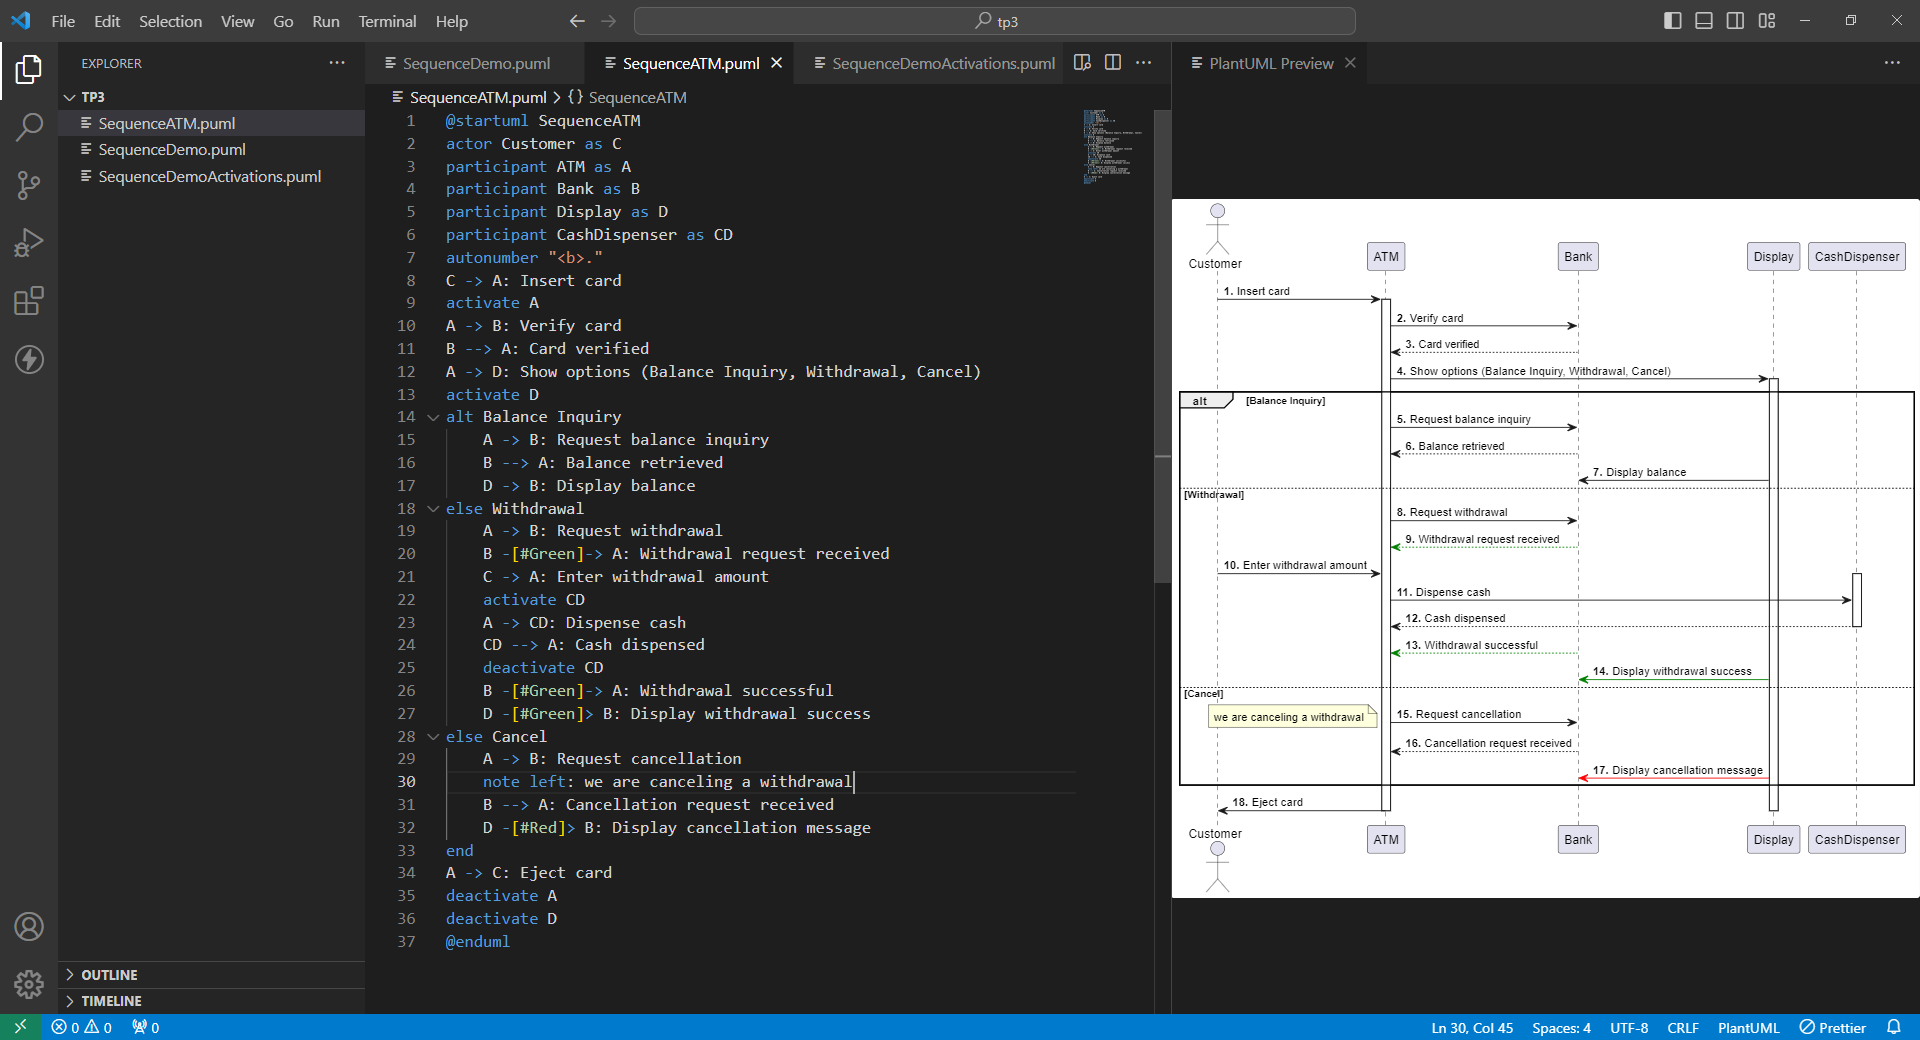 File Edit Selection View Go Run Terminal Help
tp3
EXPLORER
TP3
SequenceATM.puml
SequenceDemo.puml
SequenceDemoActivations.puml
OUTLINE
TIMELINE
SequenceDemo.puml
SequenceATM.puml
SequenceDemoActivations.puml
SequenceATM.puml > {} SequenceATM
1 @startuml SequenceATM
2 actor Customer as C
3 participant ATM as A
4 participant Bank as B
5 participant Display as D
6 participant CashDispenser as CD
7 autonumber "<b>."
8 C -> A: Insert card
9 activate A
10 A -> B: Verify card
11 B --> A: Card verified
12 A -> D: Show options (Balance Inquiry, Withdrawal, Cancel)
13 activate D
14 alt Balance Inquiry
15 A -> B: Request balance inquiry
16 B --> A: Balance retrieved
17 D -> B: Display balance
18 else Withdrawal
19 A -> B: Request withdrawal
20 B -[#Green]-> A: Withdrawal request received
21 C -> A: Enter withdrawal amount
22 activate CD
23 A -> CD: Dispense cash
24 CD --> A: Cash dispensed
25 deactivate CD
26 B -[#Green]-> A: Withdrawal successful
27 D -[#Green]> B: Display withdrawal success
28 else Cancel
29 A -> B: Request cancellation
30 note left: we are canceling a withdrawal
31 B --> A: Cancellation request received
32 D -[#Red]> B: Display cancellation message
33 end
34 A -> C: Eject card
35 deactivate A
36 deactivate D
37 @enduml
PlantUML Preview
Customer
ATM
Bank
Display
CashDispenser
1. Insert card
2. Verify card
3. Card verified
4. Show options (Balance Inquiry, Withdrawal, Cancel)
alt [Balance Inquiry]
5. Request balance inquiry
6. Balance retrieved
7. Display balance
[Withdrawal]
8. Request withdrawal
9. Withdrawal request received
10. Enter withdrawal amount
11. Dispense cash
12. Cash dispensed
13. Withdrawal successful
14. Display withdrawal success
[Cancel]
we are canceling a withdrawal
15. Request cancellation
16. Cancellation request received
17. Display cancellation message
18. Eject card
Customer
ATM
Bank
Display
CashDispenser
0 0 0
Ln 30, Col 45 Spaces: 4 UTF-8 CRLF PlantUML Prettier